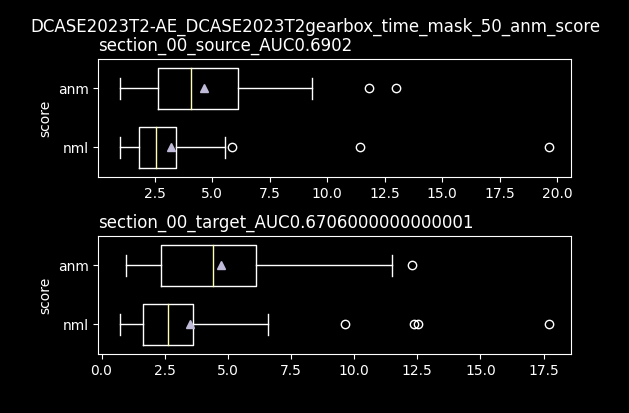 DCASE2023T2-AE_DCASE2023T2gearbox_time_mask_50_anm_score
section_00_source_AUC0.6902
anm
score
nml
2.5 5.0 7.5 10.0 12.5 15.0 17.5 20.0
section_00_target_AUC0.6706000000000001
anm
score
nml
0.0 2.5 5.0 7.5 10.0 12.5 15.0 17.5